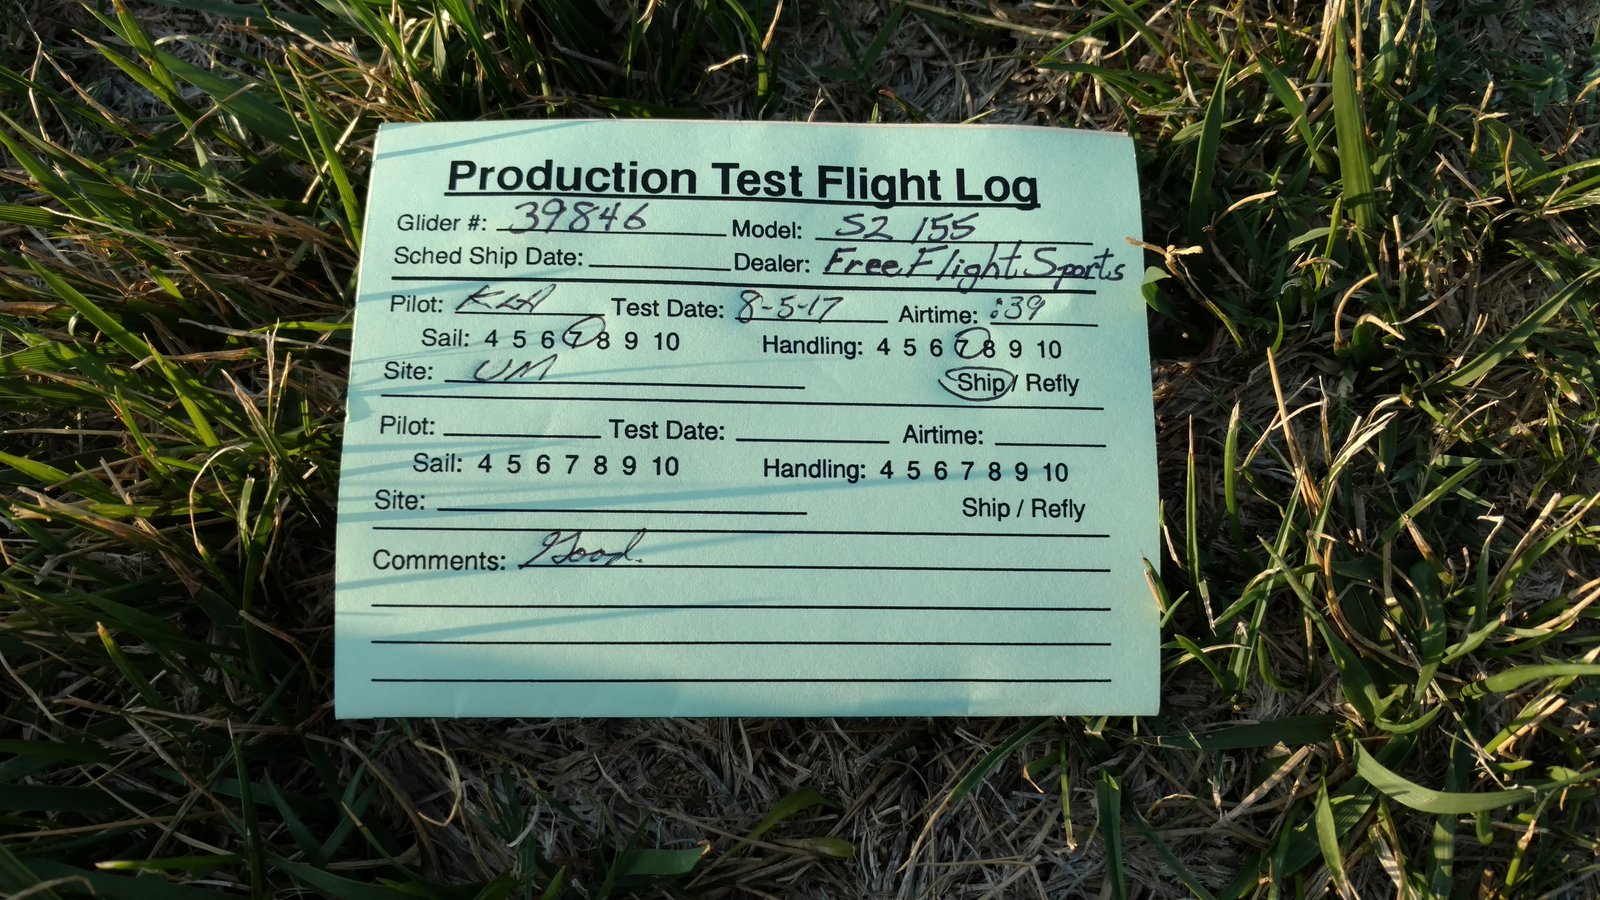 Production Test Flight Log
Glider #: 39846 Model: S2 155
Sched Ship Date: Dealer: Free Flight Sports
Pilot: KLA Test Date: 8-5-17 Airtime: :39
Sail: 4 5 6 7 8 9 10 Handling: 4 5 6 7 8 9 10
Site: UM Ship / Refly
Pilot: Test Date: Airtime:
Sail: 4 5 6 7 8 9 10 Handling: 4 5 6 7 8 9 10
Site: Ship / Refly
Comments: Good.